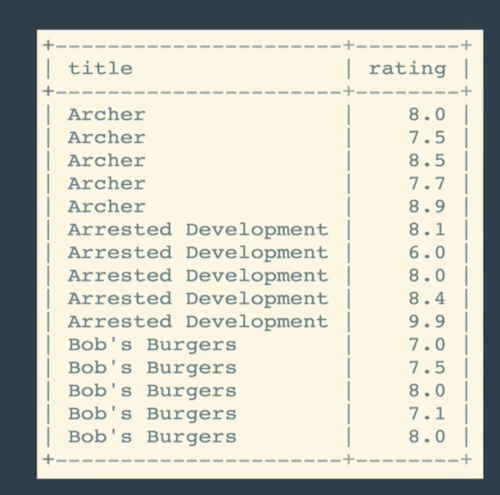 +----------------------+--------+
| title                | rating |
+----------------------+--------+
| Archer               |    8.0 |
| Archer               |    7.5 |
| Archer               |    8.5 |
| Archer               |    7.7 |
| Archer               |    8.9 |
| Arrested Development |    8.1 |
| Arrested Development |    6.0 |
| Arrested Development |    8.0 |
| Arrested Development |    8.4 |
| Arrested Development |    9.9 |
| Bob's Burgers        |    7.0 |
| Bob's Burgers        |    7.5 |
| Bob's Burgers        |    8.0 |
| Bob's Burgers        |    7.1 |
| Bob's Burgers        |    8.0 |
+----------------------+--------+